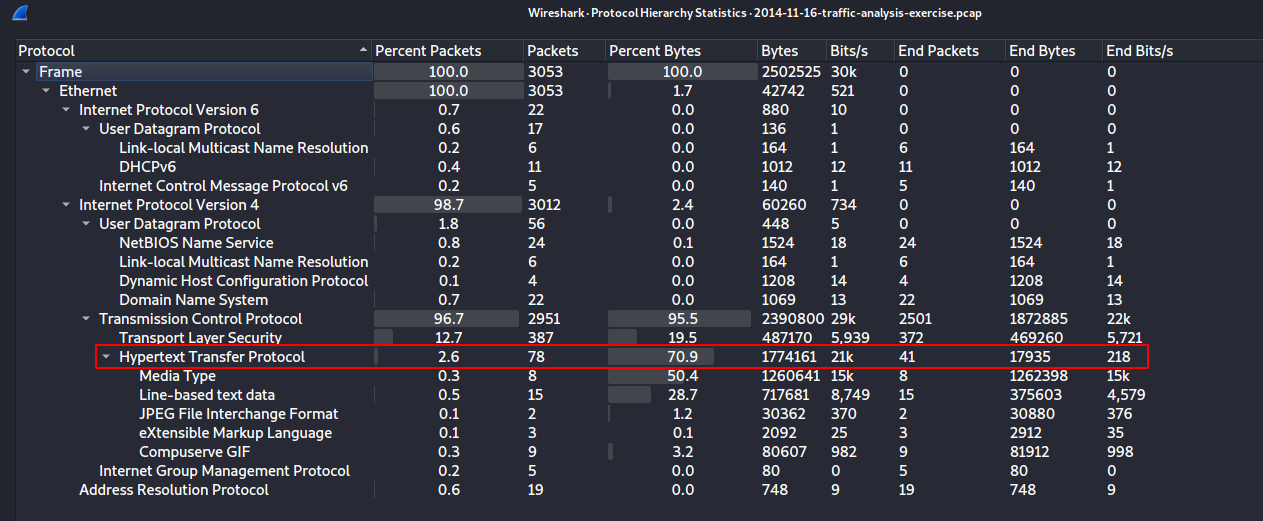 Wireshark · Protocol Hierarchy Statistics · 2014-11-16-traffic-analysis-exercise.pcap
Protocol Percent Packets Packets Percent Bytes Bytes Bits/s End Packets End Bytes End Bits/s
Frame 100.0 3053 100.0 2502525 30k 0 0 0
Ethernet 100.0 3053 1.7 42742 521 0 0 0
Internet Protocol Version 6 0.7 22 0.0 880 10 0 0 0
User Datagram Protocol 0.6 17 0.0 136 1 0 0 0
Link-local Multicast Name Resolution 0.2 6 0.0 164 1 6 164 1
DHCPv6 0.4 11 0.0 1012 12 11 1012 12
Internet Control Message Protocol v6 0.2 5 0.0 140 1 5 140 1
Internet Protocol Version 4 98.7 3012 2.4 60260 734 0 0 0
User Datagram Protocol 1.8 56 0.0 448 5 0 0 0
NetBIOS Name Service 0.8 24 0.1 1524 18 24 1524 18
Link-local Multicast Name Resolution 0.2 6 0.0 164 1 6 164 1
Dynamic Host Configuration Protocol 0.1 4 0.0 1208 14 4 1208 14
Domain Name System 0.7 22 0.0 1069 13 22 1069 13
Transmission Control Protocol 96.7 2951 95.5 2390800 29k 2501 1872885 22k
Transport Layer Security 12.7 387 19.5 487170 5,939 372 469260 5,721
Hypertext Transfer Protocol 2.6 78 70.9 1774161 21k 41 17935 218
Media Type 0.3 8 50.4 1260641 15k 8 1262398 15k
Line-based text data 0.5 15 28.7 717681 8,749 15 375603 4,579
JPEG File Interchange Format 0.1 2 1.2 30362 370 2 30880 376
eXtensible Markup Language 0.1 3 0.1 2092 25 3 2912 35
Compuserve GIF 0.3 9 3.2 80607 982 9 81912 998
Internet Group Management Protocol 0.2 5 0.0 80 0 5 80 0
Address Resolution Protocol 0.6 19 0.0 748 9 19 748 9